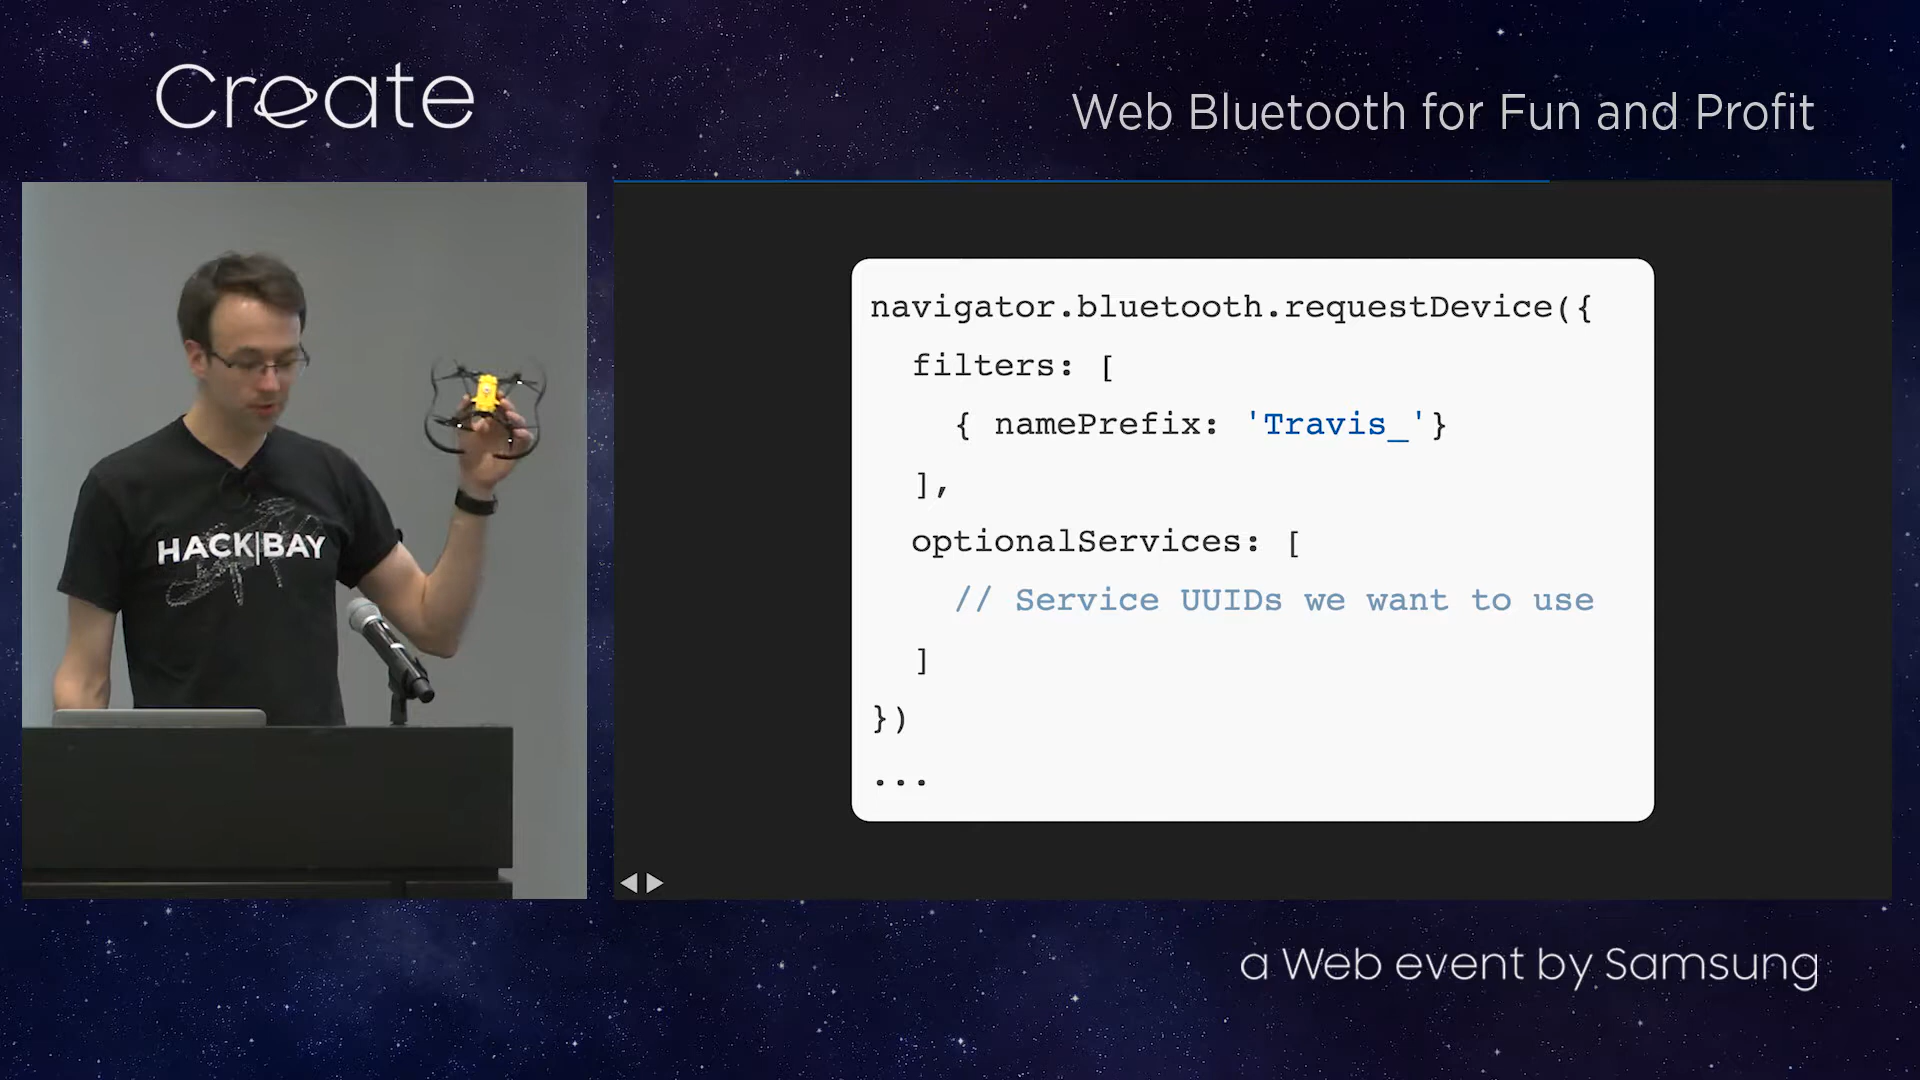 Create
Web Bluetooth for Fun and Profit
HACK|BAY
navigator.bluetooth.requestDevice({
  filters: [
    { namePrefix: 'Travis_'}
  ],
  optionalServices: [
    // Service UUIDs we want to use
  ]
})
...
a Web event by Samsung